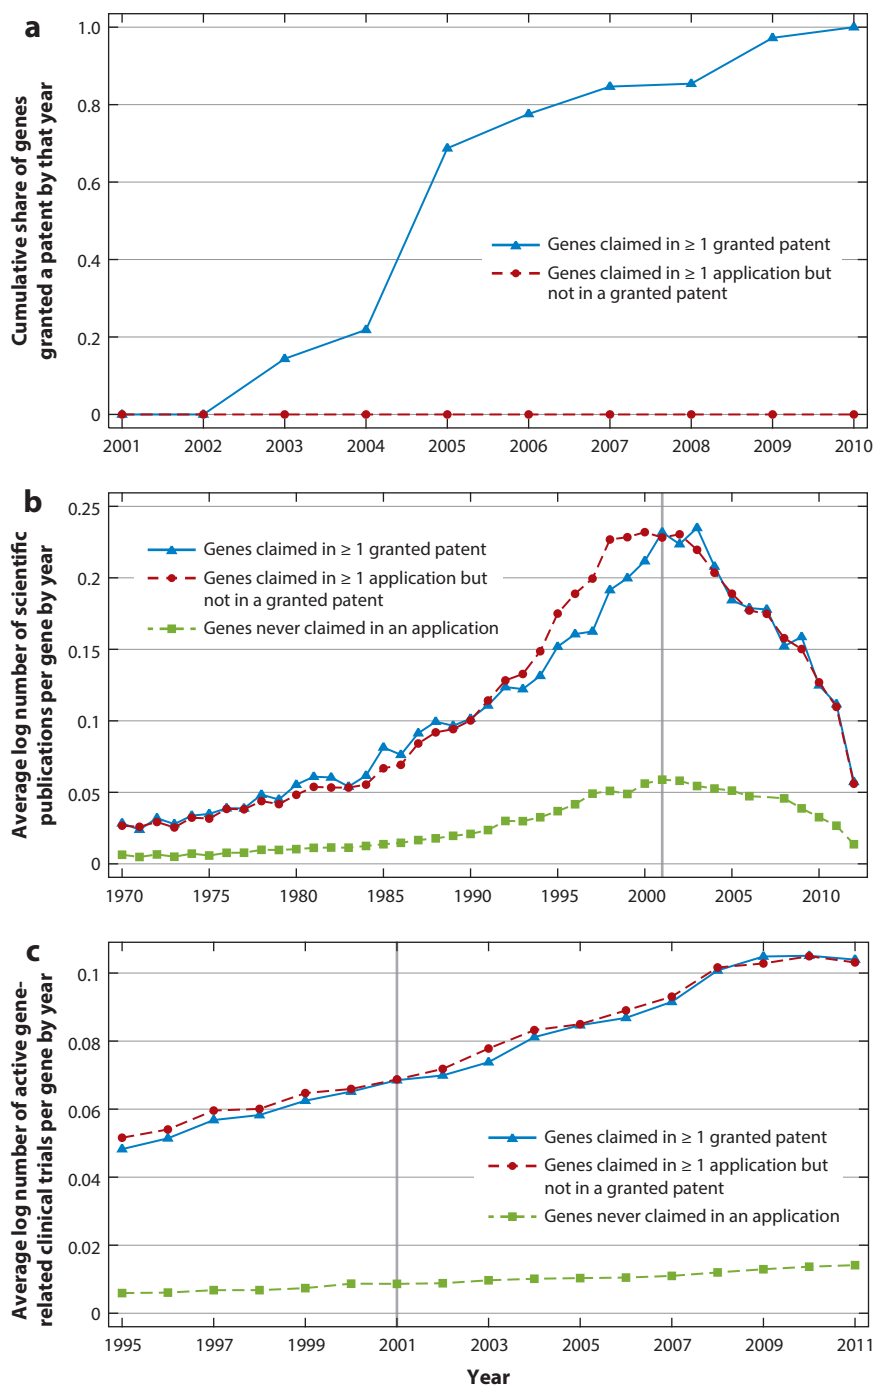 a
Cumulative share of genes
granted a patent by that year
1.0
0.8
0.6
0.4
0.2
0
Genes claimed in ≥ 1 granted patent
Genes claimed in ≥ 1 application but
not in a granted patent
2001 2002 2003 2004 2005 2006 2007 2008 2009 2010
b
Average log number of scientific
publications per gene by year
0.25
0.2
0.15
0.1
0.05
0
Genes claimed in ≥ 1 granted patent
Genes claimed in ≥ 1 application but
not in a granted patent
Genes never claimed in an application
1970 1975 1980 1985 1990 1995 2000 2005 2010
c
Average log number of active gene-
related clinical trials per gene by year
0.1
0.08
0.06
0.04
0.02
0
Genes claimed in ≥ 1 granted patent
Genes claimed in ≥ 1 application but
not in a granted patent
Genes never claimed in an application
1995 1997 1999 2001 2003 2005 2007 2009 2011
Year